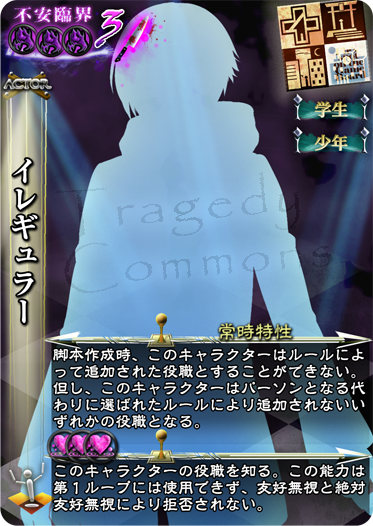 不安臨界
3
ACTOR
学生
少年
イレギュラー
Tragedy
Commons
常時特性
脚本作成時、このキャラクターはルールによ
って追加された役職とすることができない。
但し、このキャラクターはパーソンとなる代
わりに選ばれたルールにより追加されないい
ずれかの役職となる。
このキャラクターの役職を知る。この能力は
第1ループには使用できず、友好無視と絶対
友好無視により拒否されない。